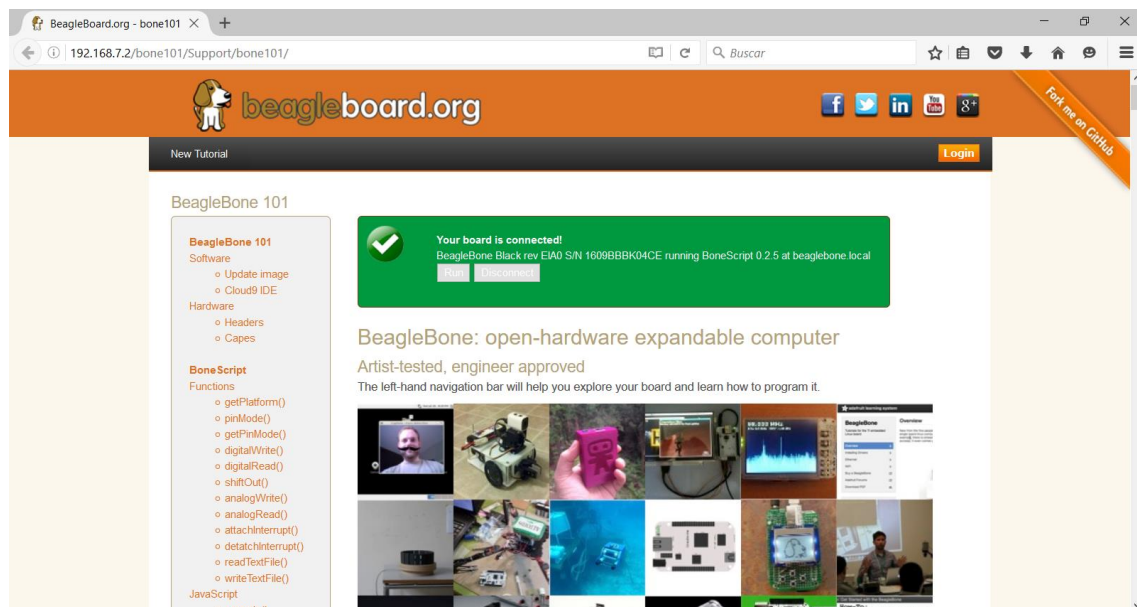 BeagleBoard.org - bone101
192.168.7.2/bone101/Support/bone101/
Buscar
beagleboard.org
Fork me on GitHub
New Tutorial
Login
BeagleBone 101
BeagleBone 101
Software
Update image
Cloud9 IDE
Hardware
Headers
Capes
BoneScript
Functions
getPlatform()
pinMode()
getPinMode()
digitalWrite()
digitalRead()
shiftOut()
analogWrite()
analogRead()
attachInterrupt()
detatchInterrupt()
readTextFile()
writeTextFile()
JavaScript
Your board is connected!
BeagleBone Black rev EIA0 S/N 1609BBBK04CE running BoneScript 0.2.5 at beaglebone.local
Run Disconnect
BeagleBone: open-hardware expandable computer
Artist-tested, engineer approved
The left-hand navigation bar will help you explore your board and learn how to program it.
BeagleBone
Overview